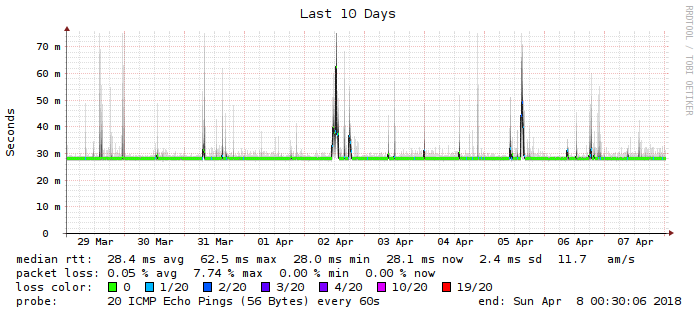 Last 10 Days
RRDTOOL / TOBI OETIKER
Seconds
70 m
60 m
50 m
40 m
30 m
20 m
10 m
0
29 Mar 30 Mar 31 Mar 01 Apr 02 Apr 03 Apr 04 Apr 05 Apr 06 Apr 07 Apr
median rtt: 28.4 ms avg 62.5 ms max 28.0 ms min 28.1 ms now 2.4 ms sd 11.7 am/s
packet loss: 0.05 % avg 7.74 % max 0.00 % min 0.00 % now
loss color: 0 1/20 2/20 3/20 4/20 10/20 19/20
probe: 20 ICMP Echo Pings (56 Bytes) every 60s end: Sun Apr 8 00:30:06 2018